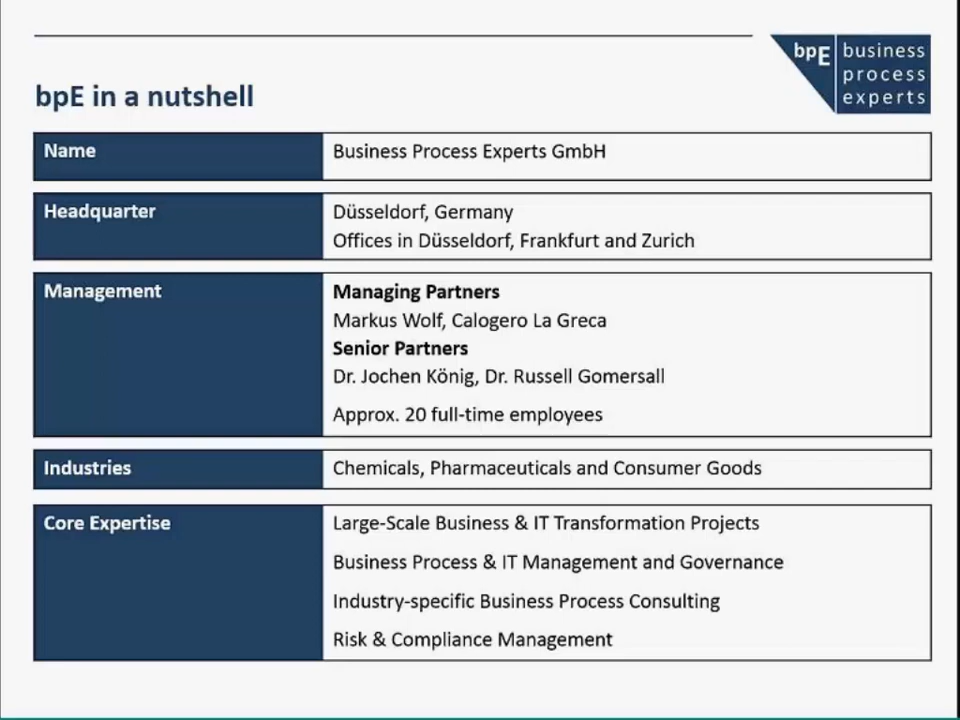 bpE
business
process
experts
bpE in a nutshell
Name
Business Process Experts GmbH
Headquarter
Düsseldorf, Germany
Offices in Düsseldorf, Frankfurt and Zurich
Management
Managing Partners
Markus Wolf, Calogero La Greca
Senior Partners
Dr. Jochen König, Dr. Russell Gomersall
Approx. 20 full-time employees
Industries
Chemicals, Pharmaceuticals and Consumer Goods
Core Expertise
Large-Scale Business & IT Transformation Projects
Business Process & IT Management and Governance
Industry-specific Business Process Consulting
Risk & Compliance Management